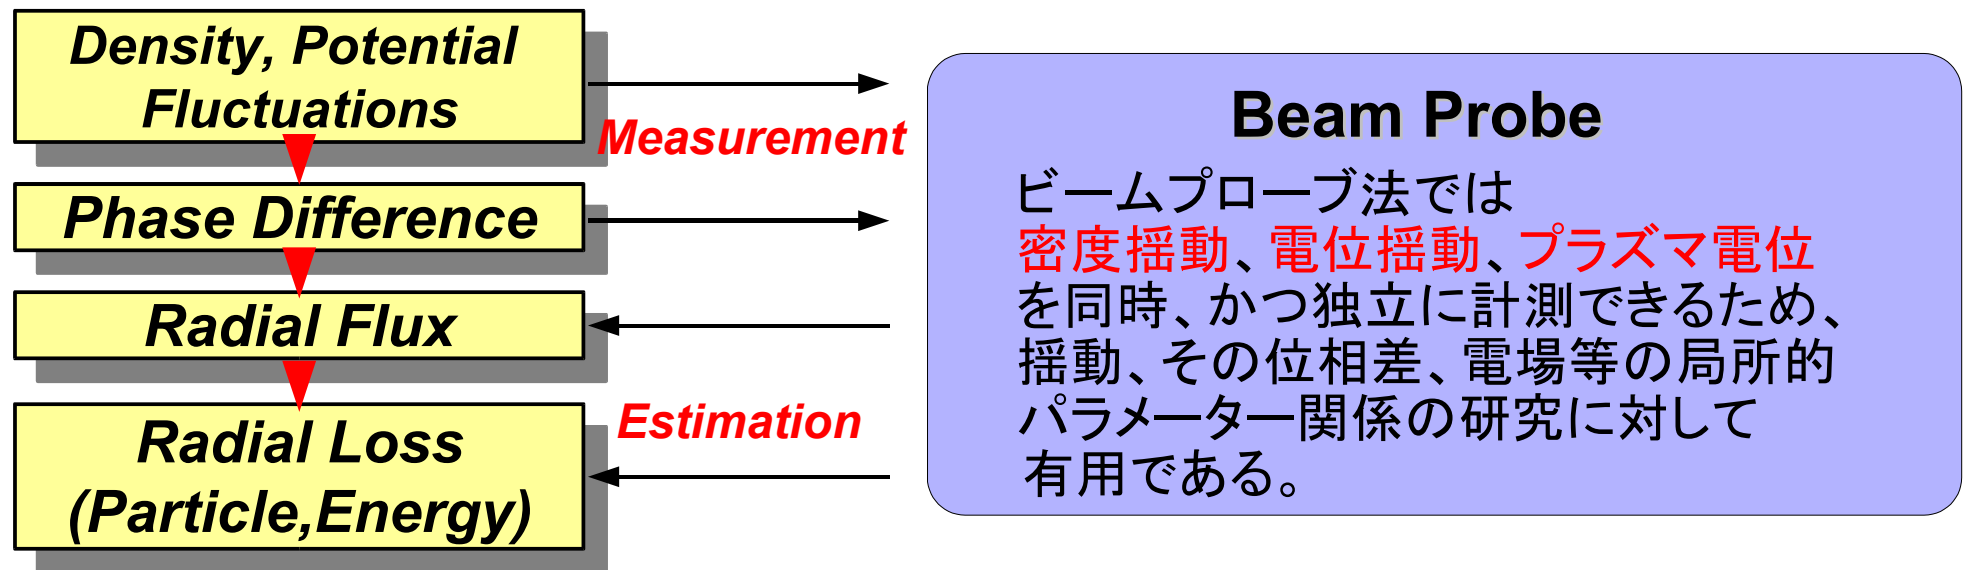 Density, Potential
Fluctuations
Measurement
Phase Difference
Radial Flux
Estimation
Radial Loss
(Particle,Energy)
Beam Probe
ビームプローブ法では
密度揺動、電位揺動、プラズマ電位
を同時、かつ独立に計測できるため、
揺動、その位相差、電場等の局所的
パラメーター関係の研究に対して
有用である。